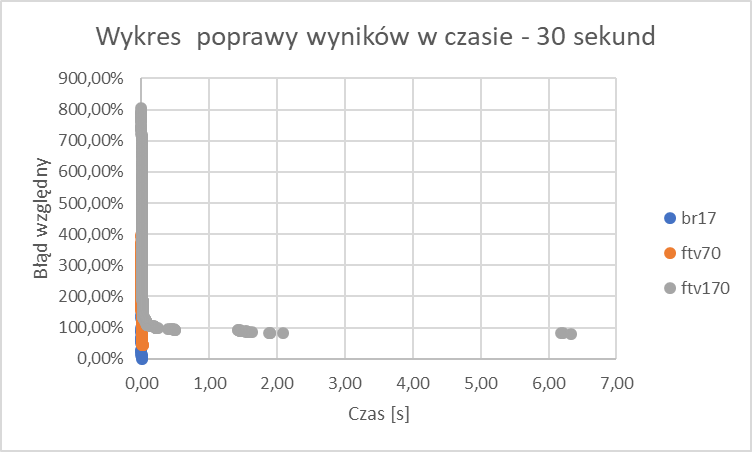 Wykres  poprawy wyników w czasie - 30 sekund
900,00%
800,00%
700,00%
600,00%
500,00%
400,00%
300,00%
200,00%
100,00%
0,00%
Błąd względny
0,00 1,00 2,00 3,00 4,00 5,00 6,00 7,00
Czas [s]
br17
ftv70
ftv170